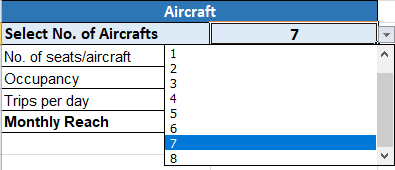 Aircraft
Select No. of Aircrafts 7
No. of seats/aircraft
Occupancy
Trips per day
Monthly Reach
1
2
3
4
5
6
7
8